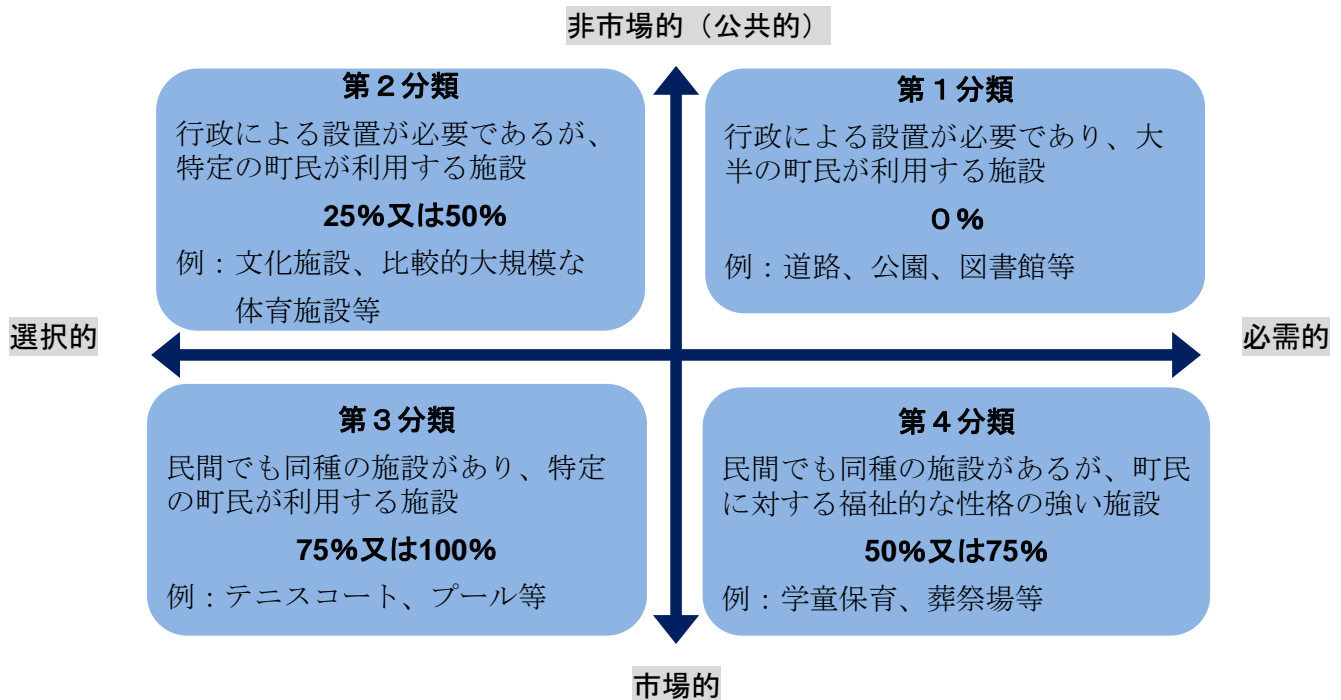 非市場的（公共的）
第２分類
行政による設置が必要であるが、
特定の町民が利用する施設
25%又は50%
例：文化施設、比較的大規模な
体育施設等
第１分類
行政による設置が必要であり、大
半の町民が利用する施設
０%
例：道路、公園、図書館等
選択的
必需的
第３分類
民間でも同種の施設があり、特定
の町民が利用する施設
75%又は100%
例：テニスコート、プール等
第４分類
民間でも同種の施設があるが、町民
に対する福祉的な性格の強い施設
50%又は75%
例：学童保育、葬祭場等
市場的